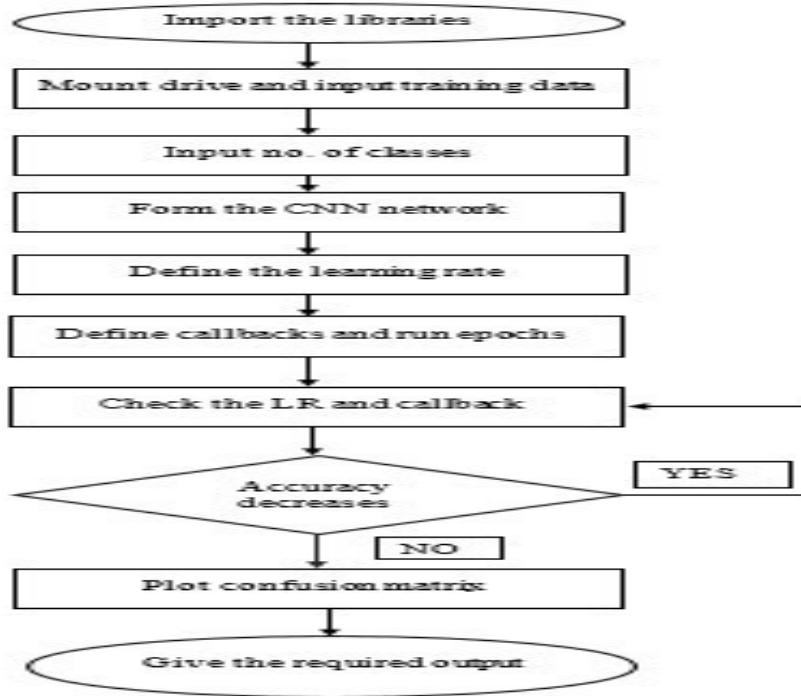 Import the libraries
Mount drive and input training data
Input no. of classes
Form the CNN network
Define the learning rate
Define callbacks and run epochs
Check the LR and callback
Accuracy
decreases
YES
NO
Plot confusion matrix
Give the required output